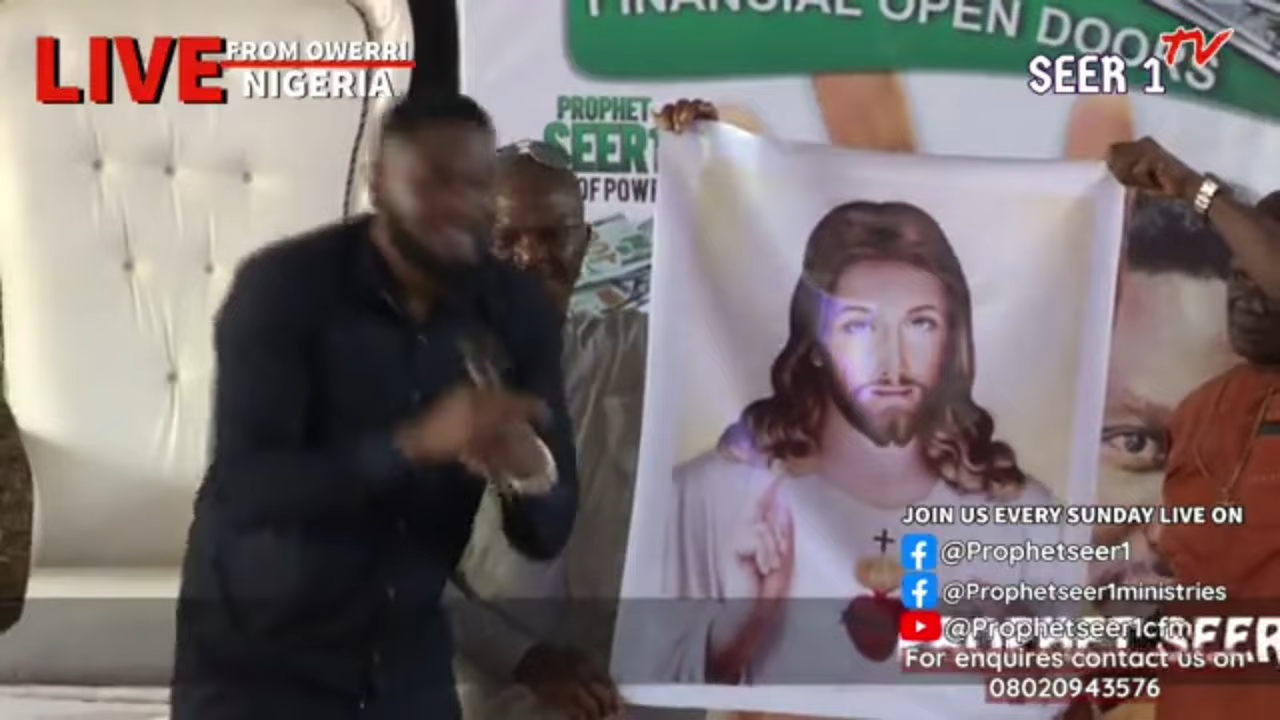 FINANCIAL OPEN DOORS
LIVE
FROM OWERRI
NIGERIA
SEER 1 TV
PROPHET
SEER1
OF POW
JOIN US EVERY SUNDAY LIVE ON
@Prophetseer1
@Prophetseer1ministries
@Prophetseer1cfm
SEER
For enquires contact us on
08020943576